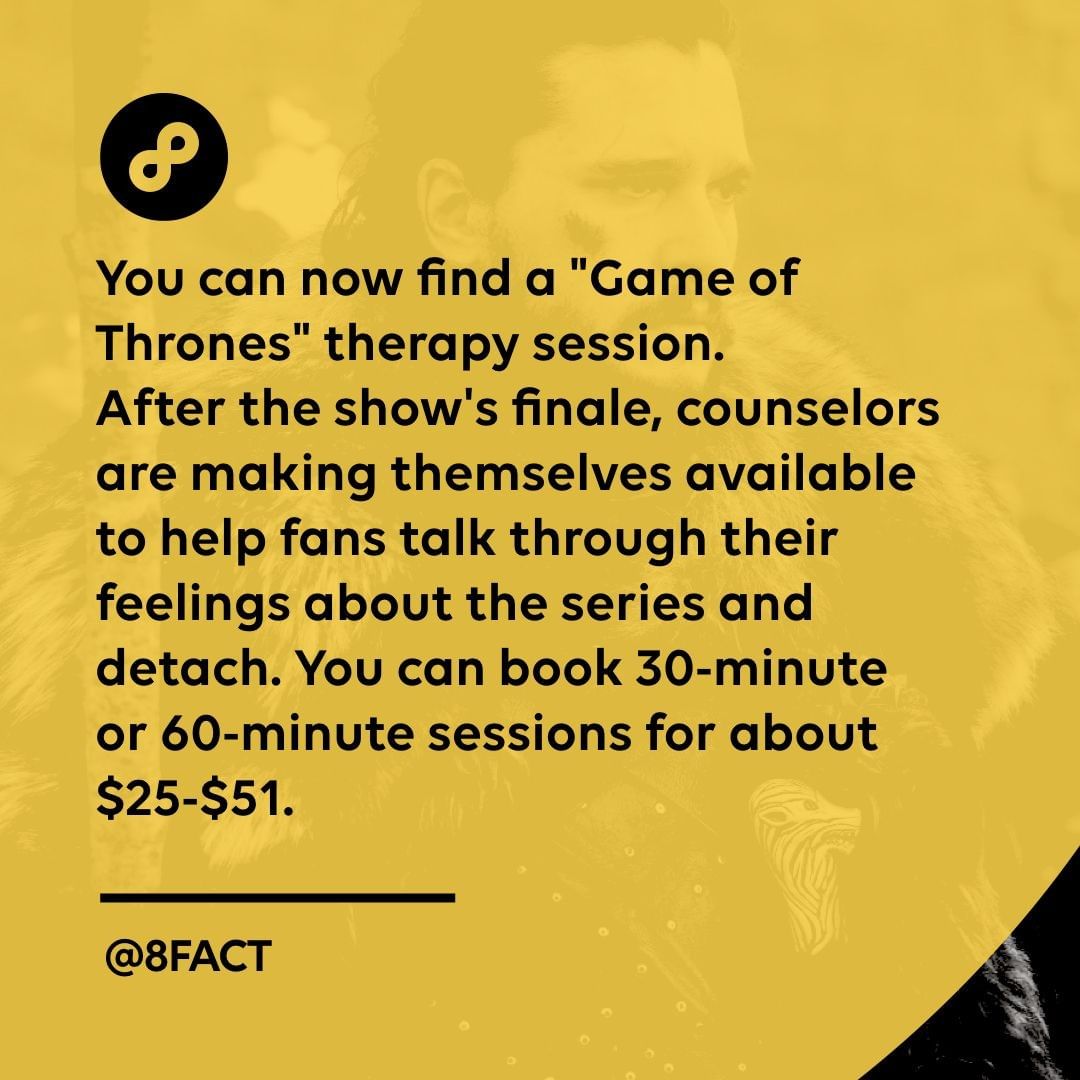 You can now find a "Game of
Thrones" therapy session.
After the show's finale, counselors
are making themselves available
to help fans talk through their
feelings about the series and
detach. You can book 30-minute
or 60-minute sessions for about
$25-$51.
@8FACT